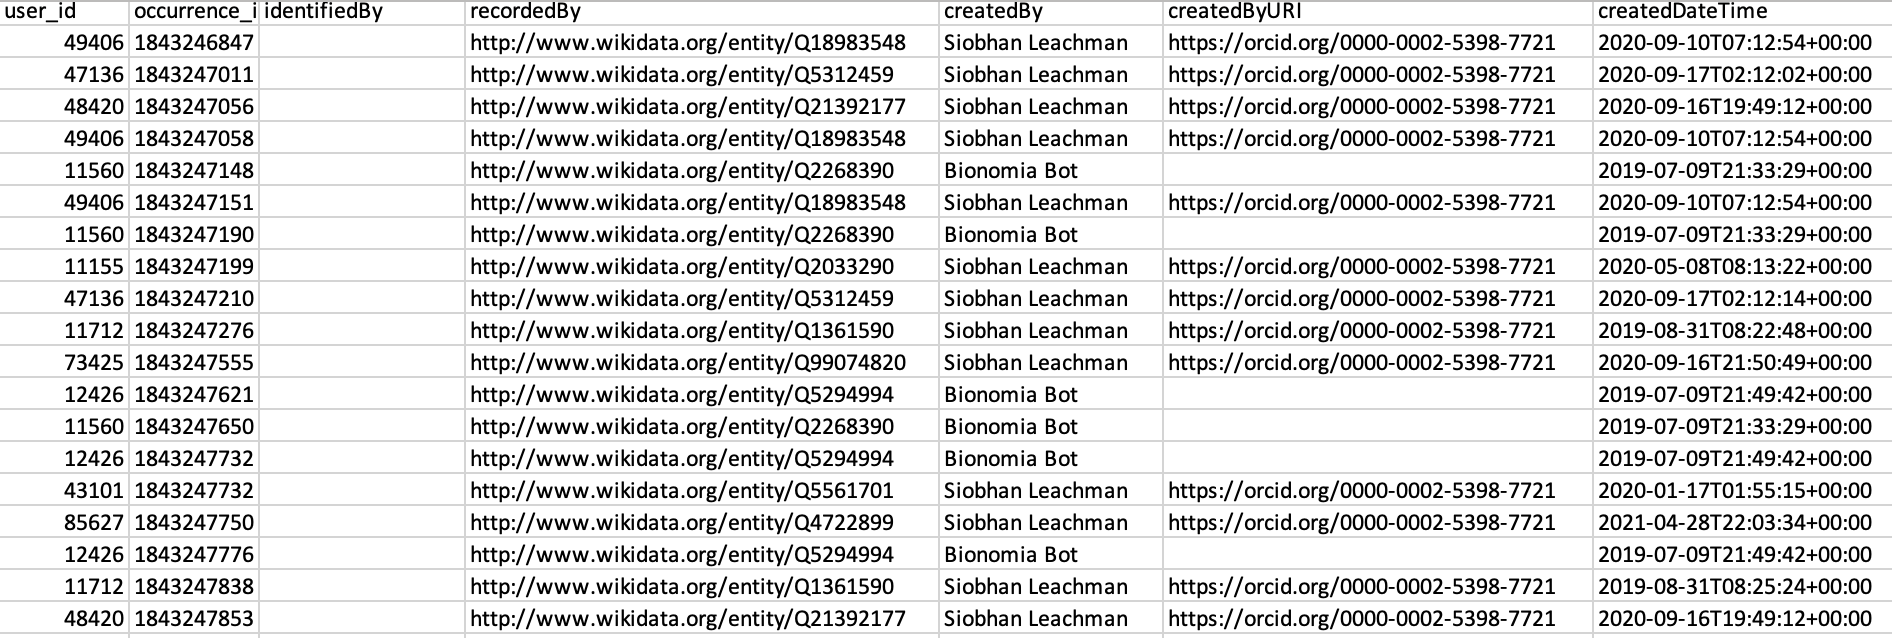 user_id occurrence_i identifiedBy recordedBy createdBy createdByURI createdDateTime
49406 1843246847 http://www.wikidata.org/entity/Q18983548 Siobhan Leachman https://orcid.org/0000-0002-5398-7721 2020-09-10T07:12:54+00:00
47136 1843247011 http://www.wikidata.org/entity/Q5312459 Siobhan Leachman https://orcid.org/0000-0002-5398-7721 2020-09-17T02:12:02+00:00
48420 1843247056 http://www.wikidata.org/entity/Q21392177 Siobhan Leachman https://orcid.org/0000-0002-5398-7721 2020-09-16T19:49:12+00:00
49406 1843247058 http://www.wikidata.org/entity/Q18983548 Siobhan Leachman https://orcid.org/0000-0002-5398-7721 2020-09-10T07:12:54+00:00
11560 1843247148 http://www.wikidata.org/entity/Q2268390 Bionomia Bot 2019-07-09T21:33:29+00:00
49406 1843247151 http://www.wikidata.org/entity/Q18983548 Siobhan Leachman https://orcid.org/0000-0002-5398-7721 2020-09-10T07:12:54+00:00
11560 1843247190 http://www.wikidata.org/entity/Q2268390 Bionomia Bot 2019-07-09T21:33:29+00:00
11155 1843247199 http://www.wikidata.org/entity/Q2033290 Siobhan Leachman https://orcid.org/0000-0002-5398-7721 2020-05-08T08:13:22+00:00
47136 1843247210 http://www.wikidata.org/entity/Q5312459 Siobhan Leachman https://orcid.org/0000-0002-5398-7721 2020-09-17T02:12:14+00:00
11712 1843247276 http://www.wikidata.org/entity/Q1361590 Siobhan Leachman https://orcid.org/0000-0002-5398-7721 2019-08-31T08:22:48+00:00
73425 1843247555 http://www.wikidata.org/entity/Q99074820 Siobhan Leachman https://orcid.org/0000-0002-5398-7721 2020-09-16T21:50:49+00:00
12426 1843247621 http://www.wikidata.org/entity/Q5294994 Bionomia Bot 2019-07-09T21:49:42+00:00
11560 1843247650 http://www.wikidata.org/entity/Q2268390 Bionomia Bot 2019-07-09T21:33:29+00:00
12426 1843247732 http://www.wikidata.org/entity/Q5294994 Bionomia Bot 2019-07-09T21:49:42+00:00
43101 1843247732 http://www.wikidata.org/entity/Q5561701 Siobhan Leachman https://orcid.org/0000-0002-5398-7721 2020-01-17T01:55:15+00:00
85627 1843247750 http://www.wikidata.org/entity/Q4722899 Siobhan Leachman https://orcid.org/0000-0002-5398-7721 2021-04-28T22:03:34+00:00
12426 1843247776 http://www.wikidata.org/entity/Q5294994 Bionomia Bot 2019-07-09T21:49:42+00:00
11712 1843247838 http://www.wikidata.org/entity/Q1361590 Siobhan Leachman https://orcid.org/0000-0002-5398-7721 2019-08-31T08:25:24+00:00
48420 1843247853 http://www.wikidata.org/entity/Q21392177 Siobhan Leachman https://orcid.org/0000-0002-5398-7721 2020-09-16T19:49:12+00:00